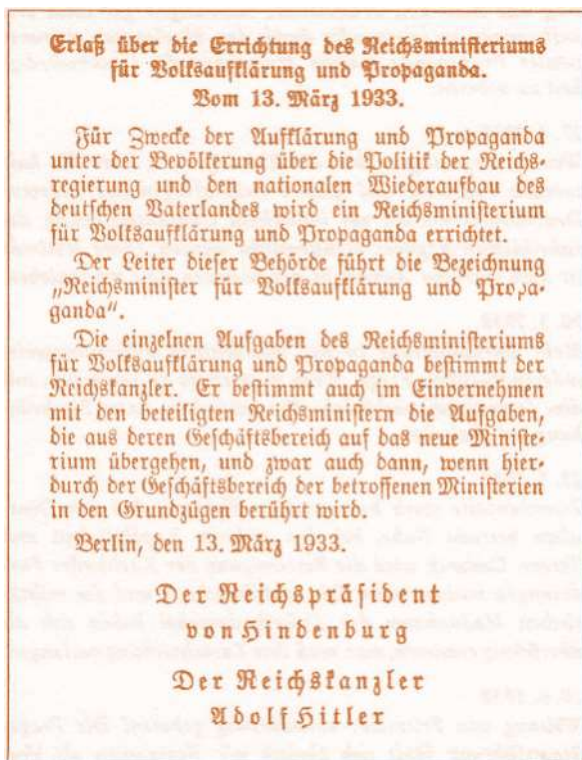 Erlaß über die Errichtung des Reichsministeriums
für Volksaufklärung und Propaganda.
Vom 13. März 1933.
Für Zwecke der Aufklärung und Propaganda
unter der Bevölkerung über die Politik der Reichs-
regierung und den nationalen Wiederaufbau des
deutschen Vaterlandes wird ein Reichsministerium
für Volksaufklärung und Propaganda errichtet.
Der Leiter dieser Behörde führt die Bezeichnung
„Reichsminister für Volksaufklärung und Propa-
ganda“.
Die einzelnen Aufgaben des Reichsministeriums
für Volksaufklärung und Propaganda bestimmt der
Reichskanzler. Er bestimmt auch im Einvernehmen
mit den beteiligten Reichsministern die Aufgaben,
die aus deren Geschäftsbereich auf das neue Ministe-
rium übergehen, und zwar auch dann, wenn hier-
durch der Geschäftsbereich der betroffenen Ministerien
in den Grundzügen berührt wird.
Berlin, den 13. März 1933.
Der Reichspräsident
von Hindenburg
Der Reichskanzler
Adolf Hitler